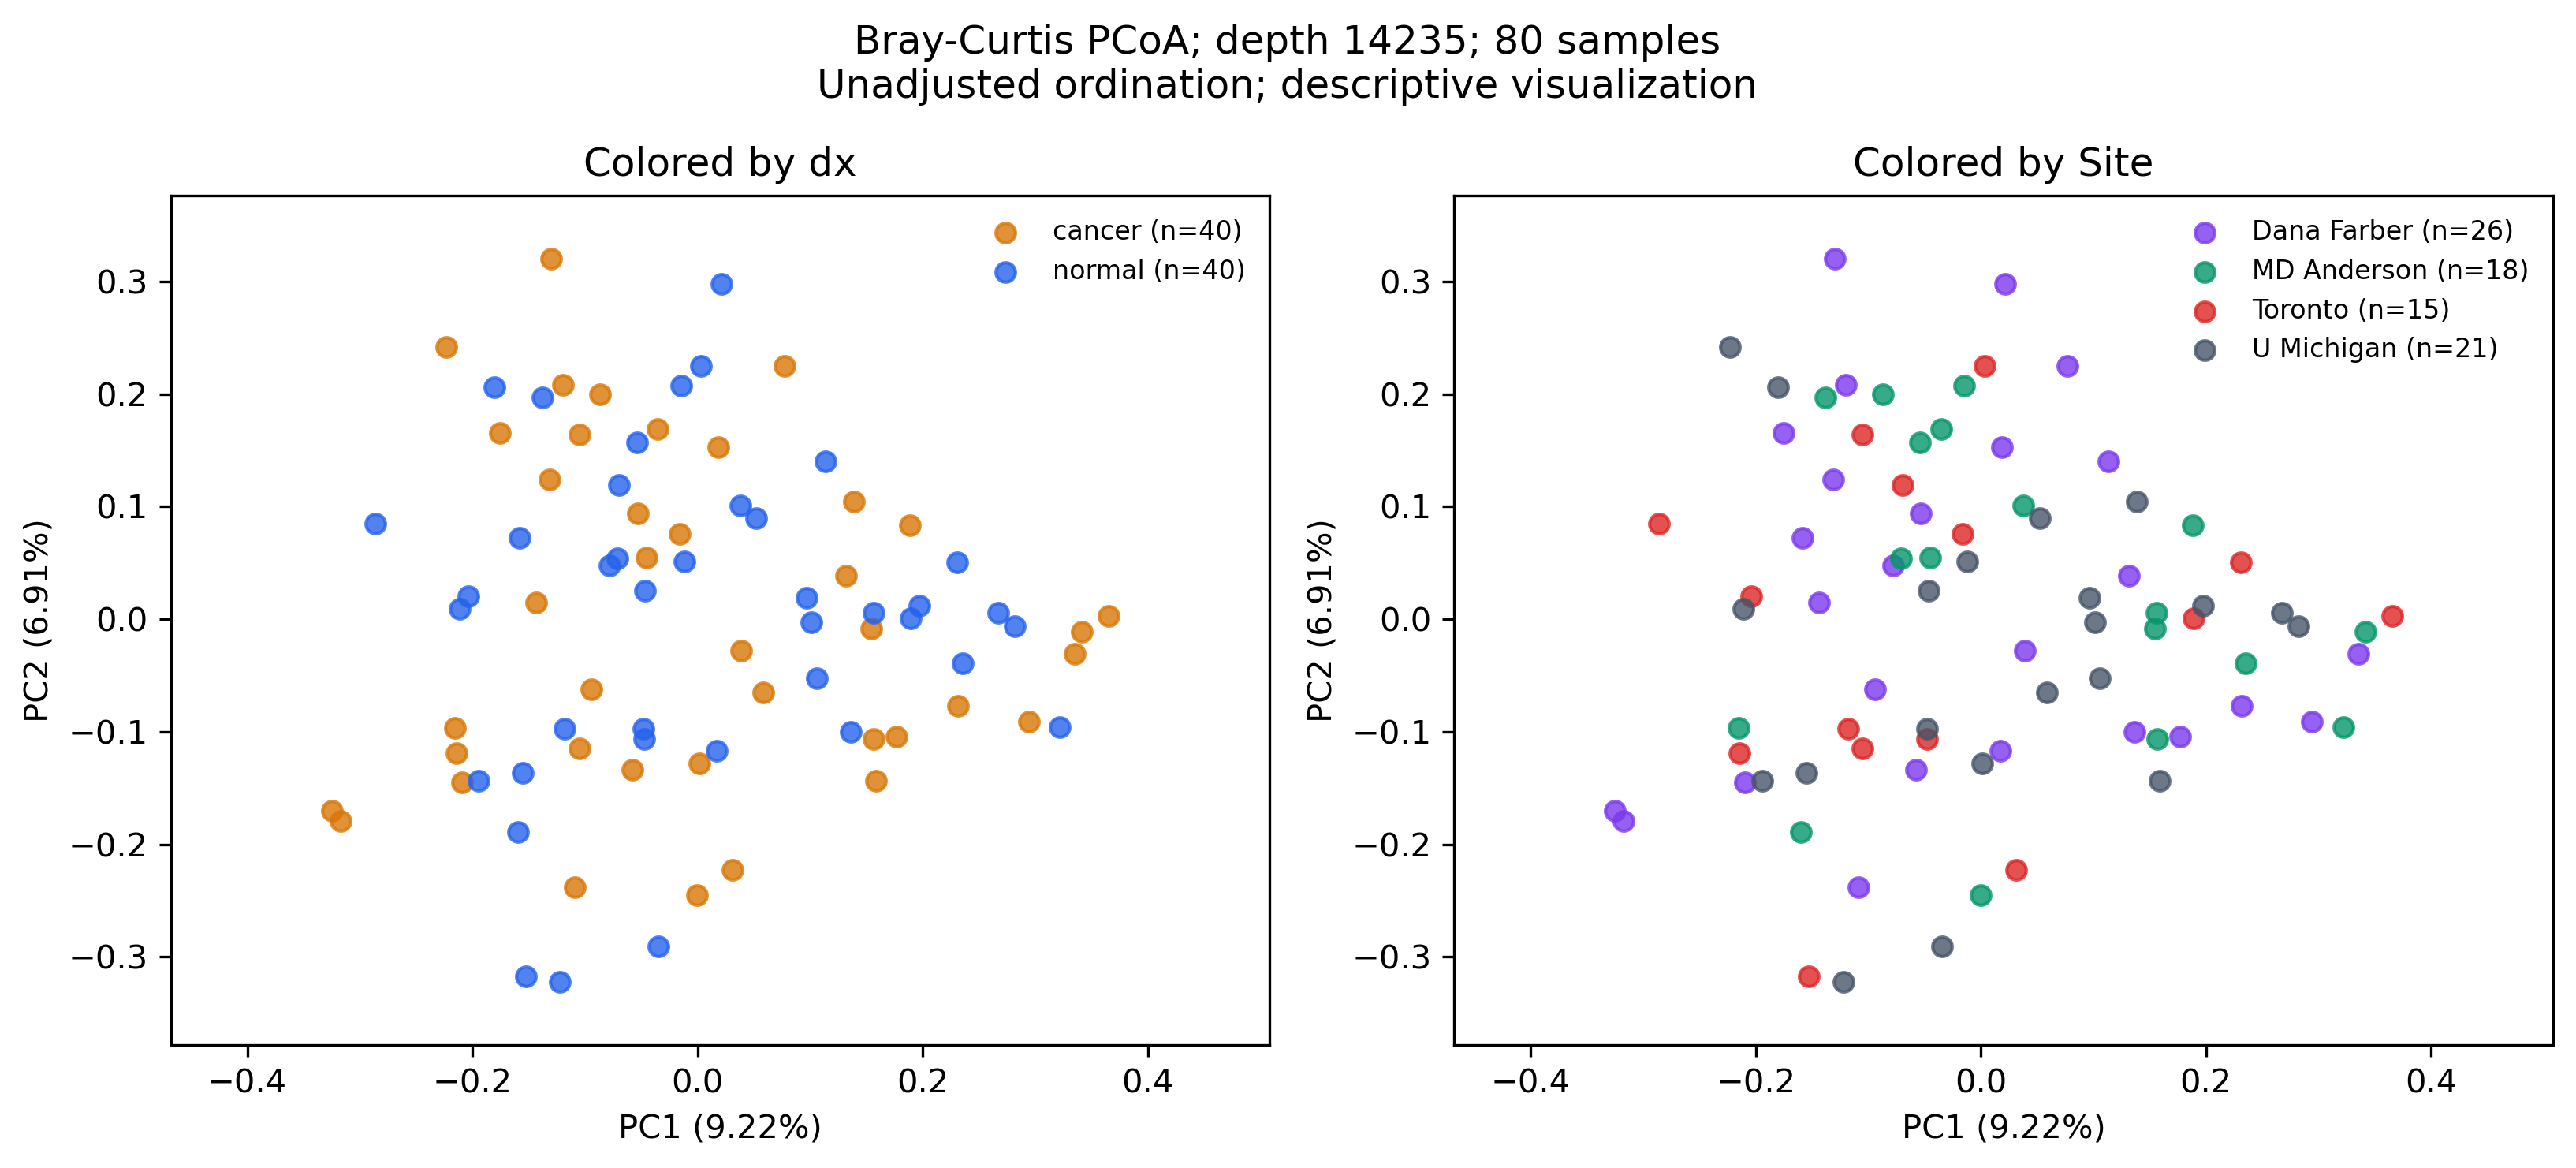 Bray-Curtis PCoA; depth 14235; 80 samples
Unadjusted ordination; descriptive visualization
Colored by dx
cancer (n=40)
normal (n=40)
0.3
0.2
0.1
0.0
−0.1
−0.2
−0.3
PC2 (6.91%)
−0.4
−0.2
0.0
0.2
0.4
PC1 (9.22%)
Colored by Site
Dana Farber (n=26)
MD Anderson (n=18)
Toronto (n=15)
U Michigan (n=21)
0.3
0.2
0.1
0.0
−0.1
−0.2
−0.3
PC2 (6.91%)
−0.4
−0.2
0.0
0.2
0.4
PC1 (9.22%)